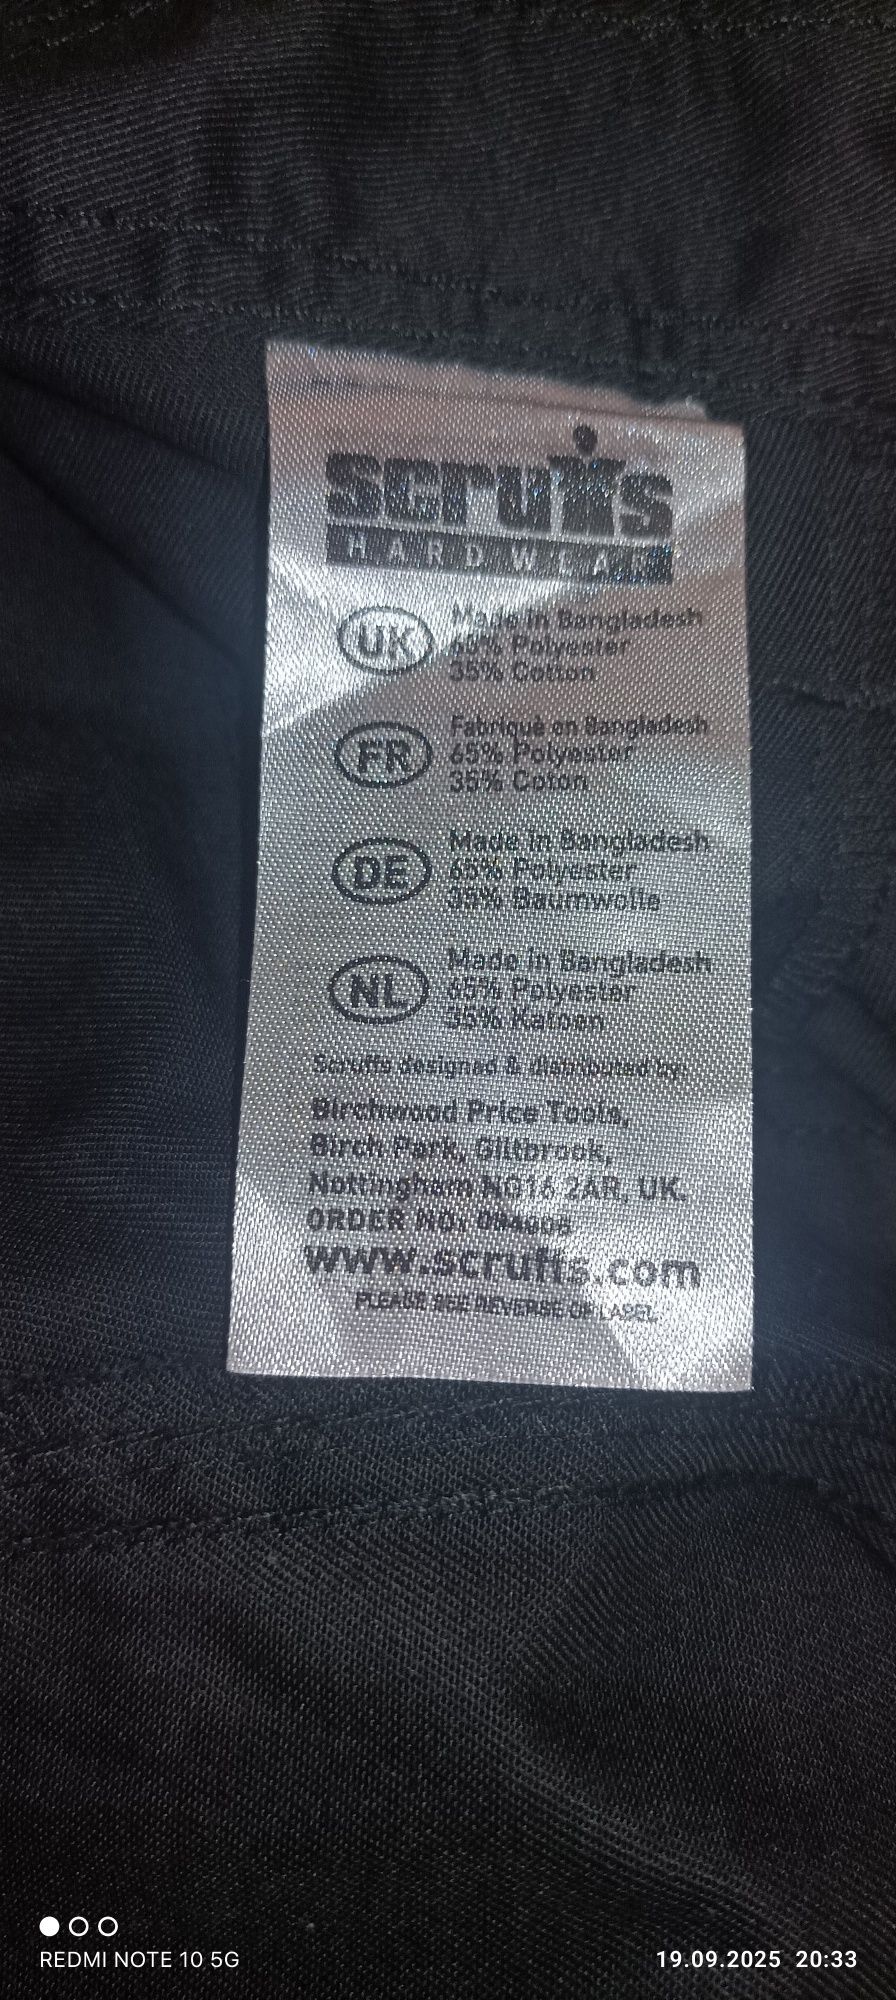 scruffs
HARDWEAR
UK
Made in Bangladesh
65% Polyester
35% Cotton
FR
Fabriquè en Bangladesh
65% Polyester
35% Coton
DE
Made in Bangladesh
65% Polyester
35% Baumwolle
NL
Made in Bangladesh
65% Polyester
35% Katoen
Scruffs designed & distributed by:
Birchwood Price Tools,
Birch Park, Giltbrook,
Nottingham NG16 2AR, UK.
ORDER NO:
www.scruffs.com
PLEASE SEE REVERSE OF LABEL
REDMI NOTE 10 5G
19.09.2025 20:33